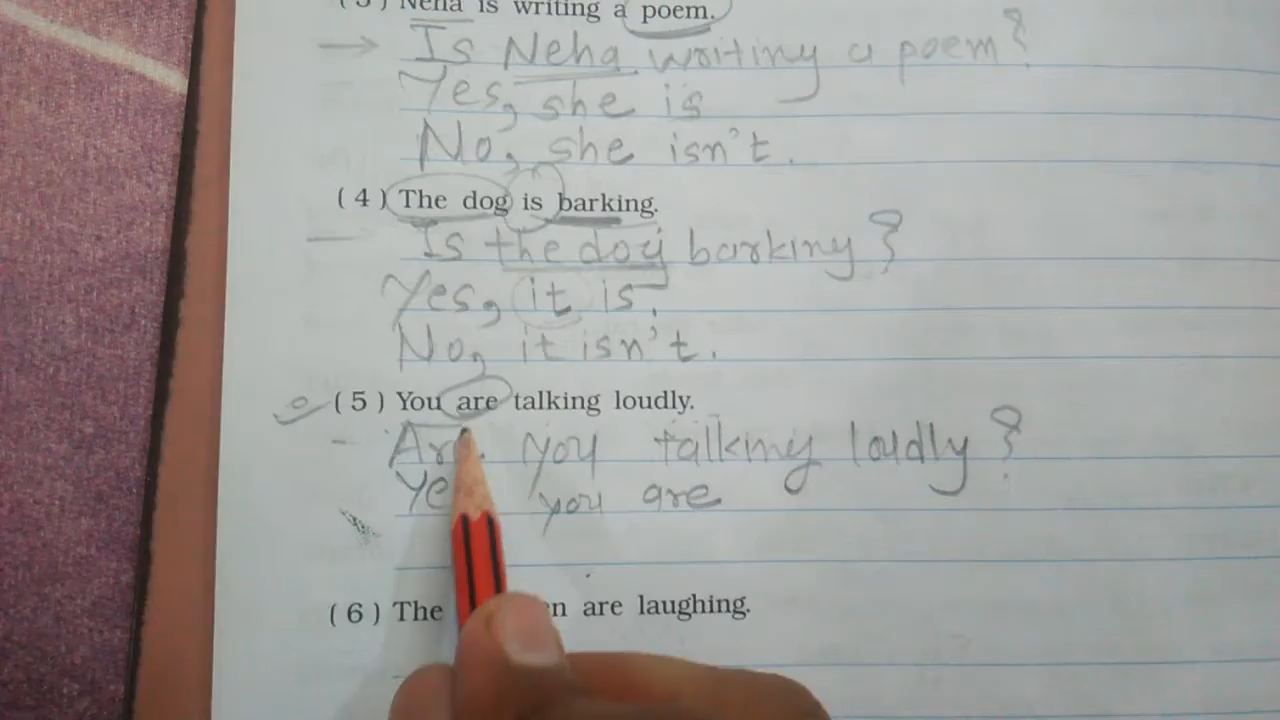 (3) Neha is writing a poem.
Is Neha writing a poem?
Yes, she is
No, she isn't.
(4) The dog is barking.
Is the dog barking?
Yes, it is.
No, it isn't.
(5) You are talking loudly.
Are you talking loudly?
you are
(6) The are laughing.